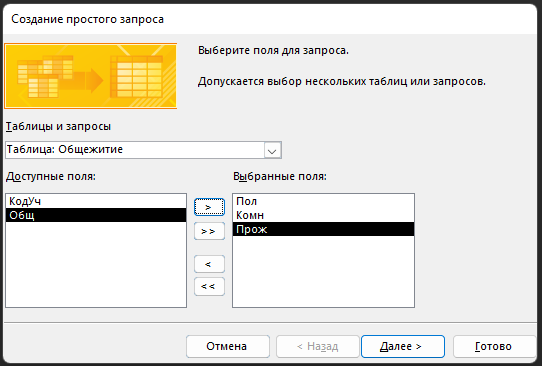 Создание простого запроса
Выберите поля для запроса.
Допускается выбор нескольких таблиц или запросов.
Таблицы и запросы
Таблица: Общежитие
Доступные поля:
Выбранные поля:
КодУч
Общ
>
>>
<
<<
Пол
Комн
Прож
Отмена
< Назад
Далее >
Готово